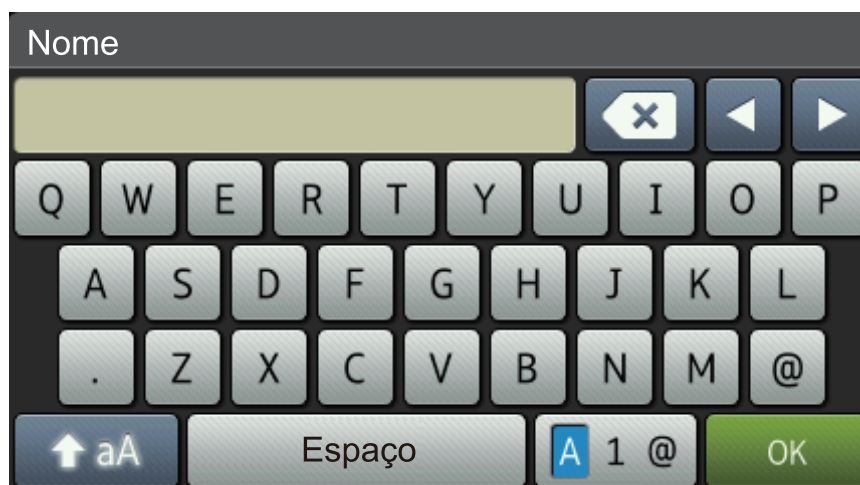 Nome
Q W E R T Y U I O P
A S D F G H J K L
. Z X C V B N M @
aA Espaço A 1 @ OK